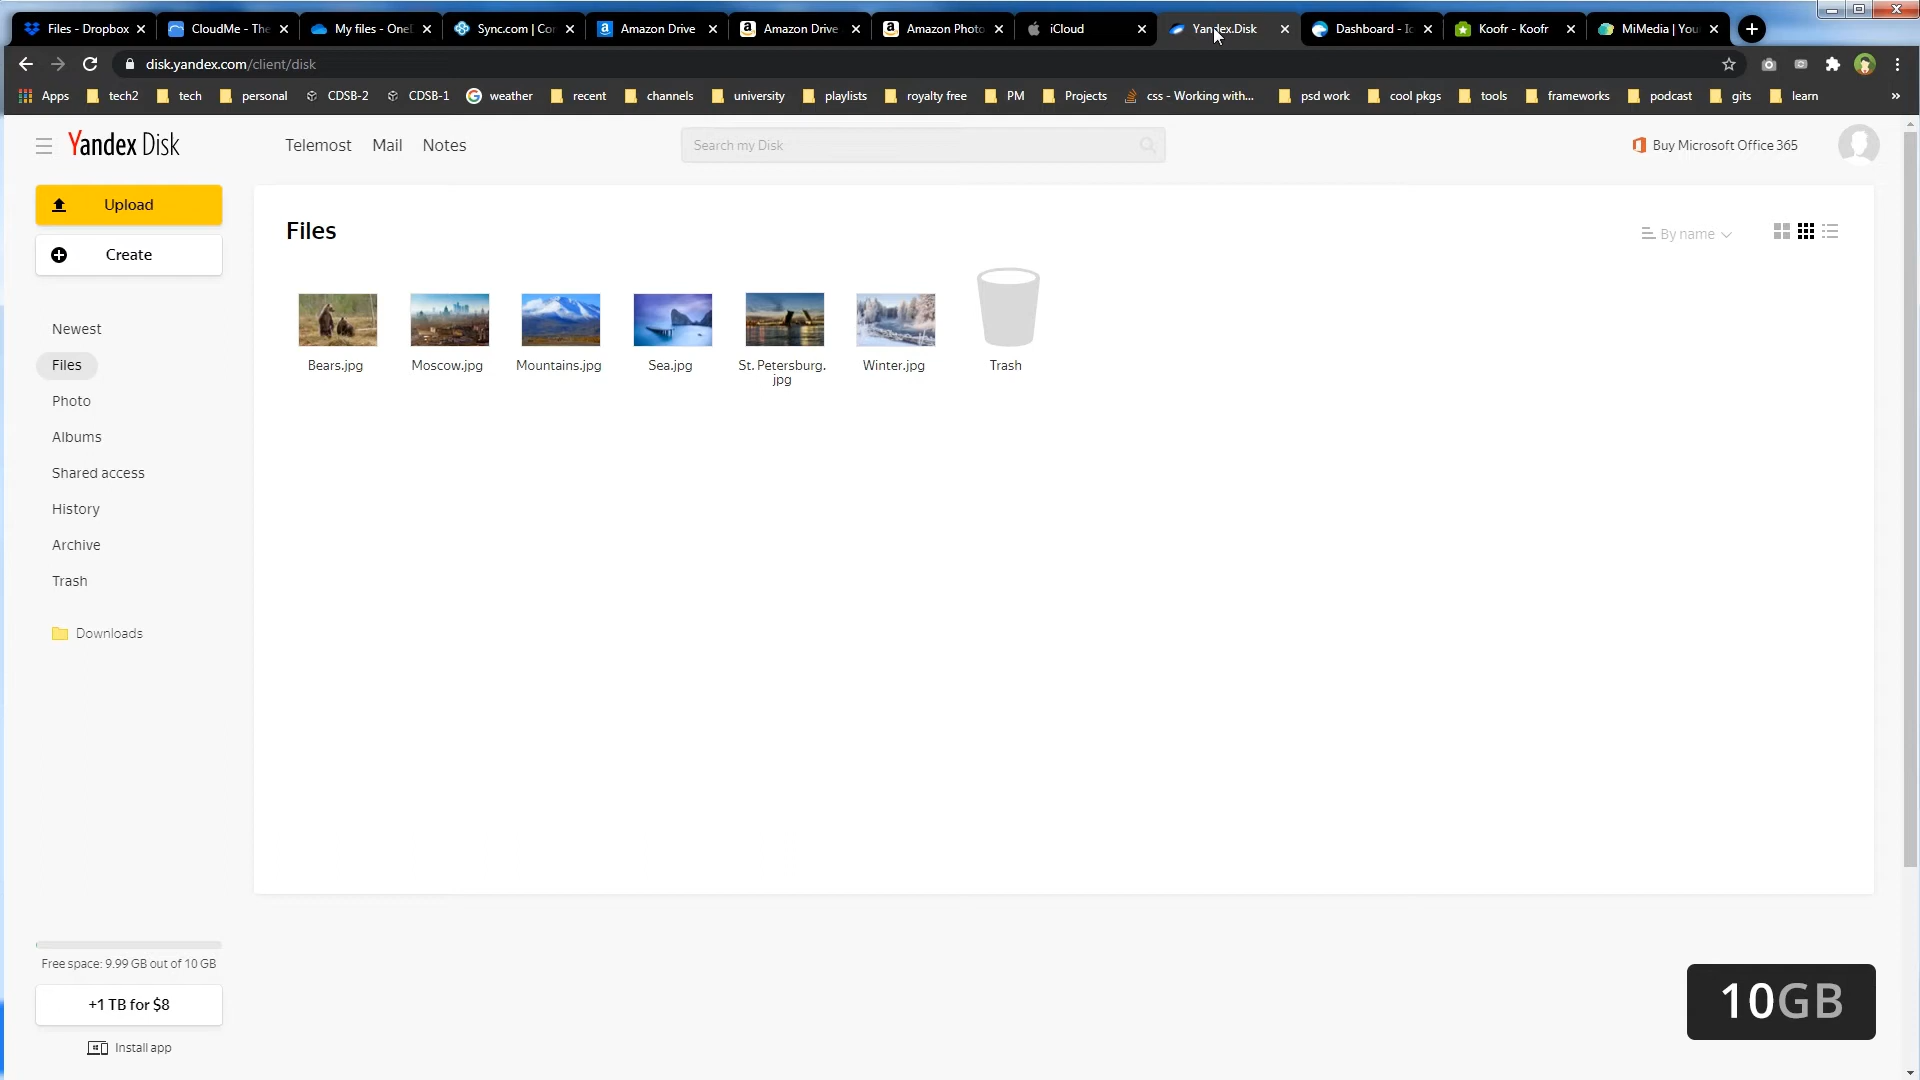 Files - Dropbox
CloudMe - The
My files - OneD
Sync.com | Con
Amazon Drive
Amazon Drive
Amazon Photo
iCloud
Yandex.Disk
Dashboard - Ic
Koofr - Koofr
MiMedia | You
disk.yandex.com/client/disk
Apps
tech2
tech
personal
CDSB-2
CDSB-1
weather
recent
channels
university
playlists
royalty free
PM
Projects
css - Working with...
psd work
cool pkgs
tools
frameworks
podcast
gits
learn
»
Yandex Disk
Telemost
Mail
Notes
Search my Disk
Buy Microsoft Office 365
Upload
Create
Newest
Files
Photo
Albums
Shared access
History
Archive
Trash
Downloads
Files
By name
Bears.jpg
Moscow.jpg
Mountains.jpg
Sea.jpg
St. Petersburg.
jpg
Winter.jpg
Trash
Free space: 9.99 GB out of 10 GB
+1 TB for $8
Install app
10GB